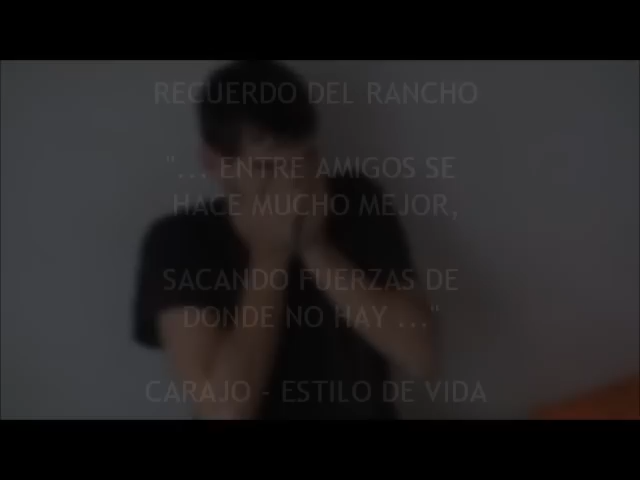 RECUERDO DEL RANCHO
"... ENTRE AMIGOS SE
HACE MUCHO MEJOR,
SACANDO FUERZAS DE
DONDE NO HAY ..."
CARAJO - ESTILO DE VIDA